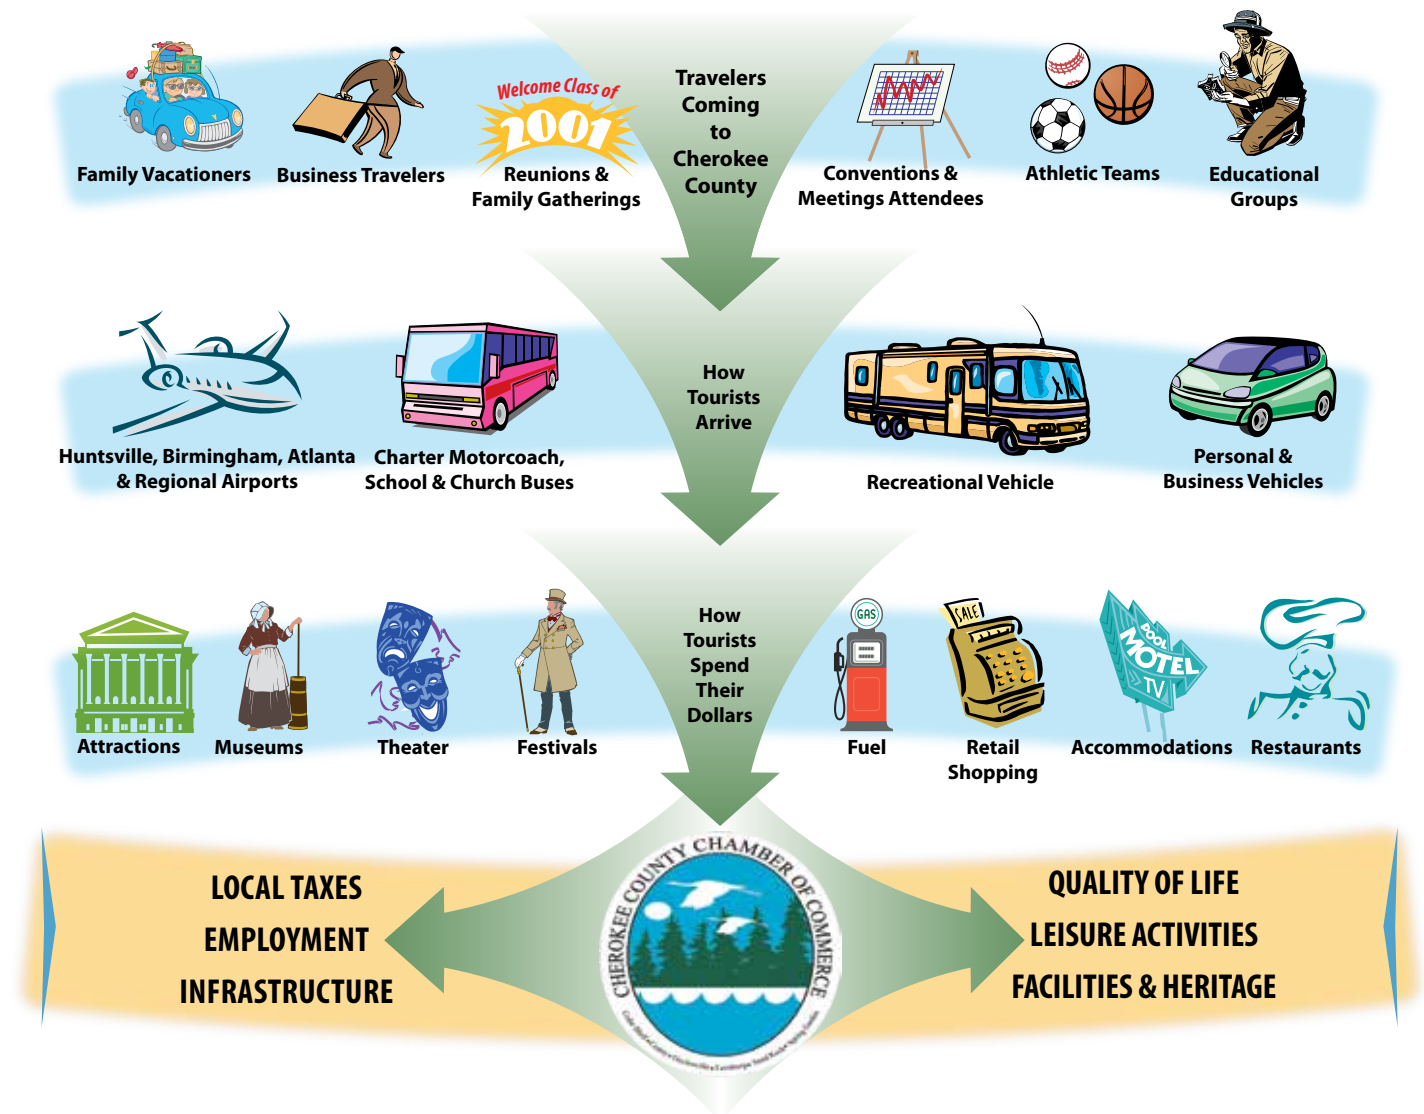 Travelers
Coming
to
Cherokee
County
Welcome Class of
2001
Family Vacationers
Business Travelers
Reunions &
Family Gatherings
Conventions &
Meetings Attendees
Athletic Teams
Educational
Groups
How
Tourists
Arrive
Huntsville, Birmingham, Atlanta
& Regional Airports
Charter Motorcoach,
School & Church Buses
Recreational Vehicle
Personal &
Business Vehicles
How
Tourists
Spend
Their
Dollars
GAS
SALE
POOL
MOTEL
TV
Attractions
Museums
Theater
Festivals
Fuel
Retail
Shopping
Accommodations
Restaurants
LOCAL TAXES
EMPLOYMENT
INFRASTRUCTURE
CHEROKEE COUNTY CHAMBER OF COMMERCE
QUALITY OF LIFE
LEISURE ACTIVITIES
FACILITIES & HERITAGE